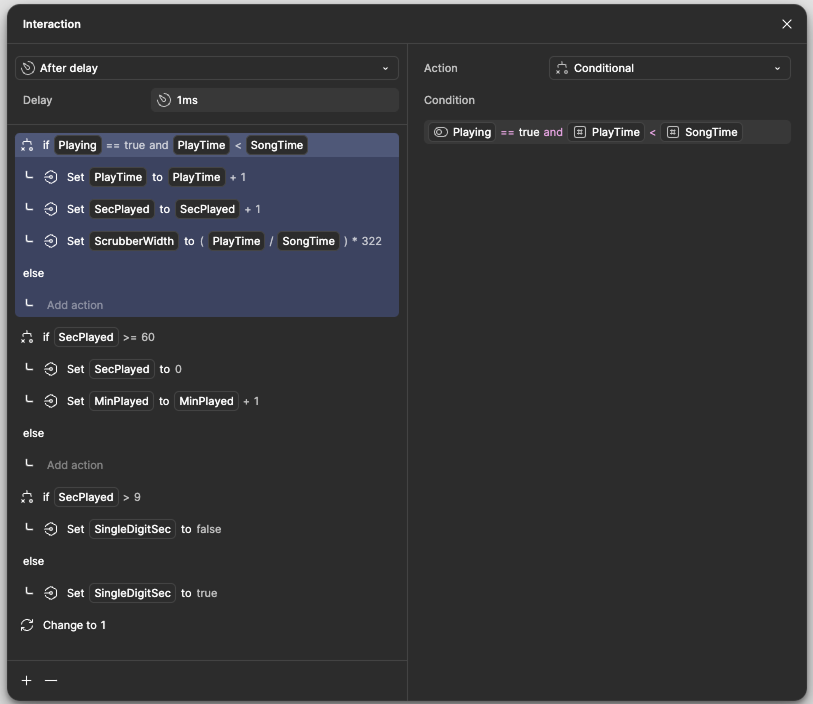 Interaction
After delay
Delay 1ms
if Playing == true and PlayTime < SongTime
Set PlayTime to PlayTime + 1
Set SecPlayed to SecPlayed + 1
Set ScrubberWidth to ( PlayTime / SongTime ) * 322
else
Add action
if SecPlayed >= 60
Set SecPlayed to 0
Set MinPlayed to MinPlayed + 1
else
Add action
if SecPlayed > 9
Set SingleDigitSec to false
else
Set SingleDigitSec to true
Change to 1
Action Conditional
Condition
Playing == true and PlayTime < SongTime